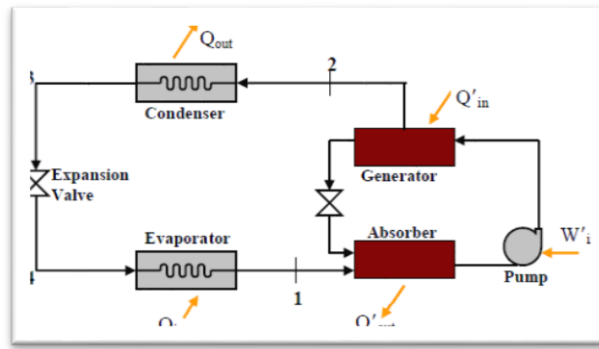 Qout
2
Q'in
Condenser
Generator
Expansion
Valve
Evaporator
Absorber
W'i
Pump
1